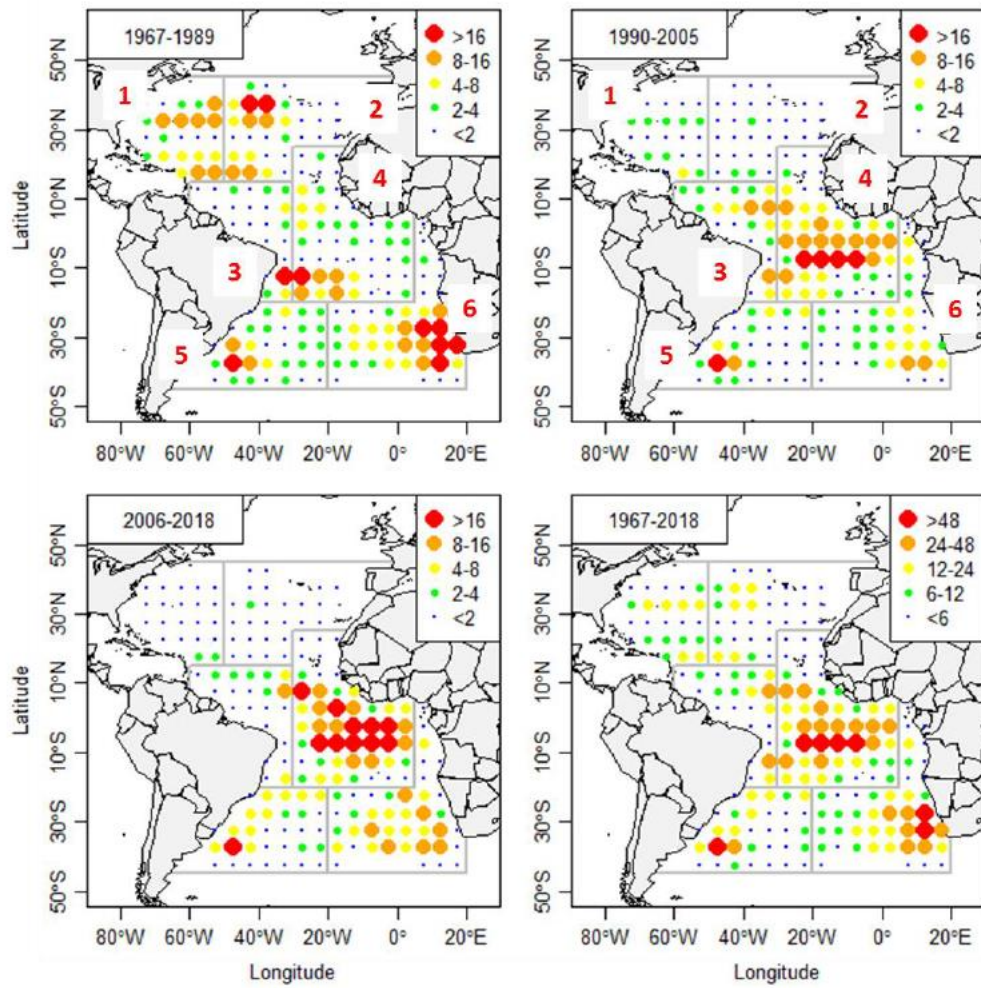 1967-1989
>16
8-16
4-8
2-4
<2
1
2
3
4
5
6
50°N
30°N
10°N
10°S
30°S
50°S
Latitude
80°W 60°W 40°W 20°W 0° 20°E
1990-2005
>16
8-16
4-8
2-4
<2
1
2
3
4
5
6
50°N
30°N
10°N
10°S
30°S
50°S
80°W 60°W 40°W 20°W 0° 20°E
2006-2018
>16
8-16
4-8
2-4
<2
50°N
30°N
10°N
10°S
30°S
50°S
Latitude
80°W 60°W 40°W 20°W 0° 20°E
Longitude
1967-2018
>48
24-48
12-24
6-12
<6
50°N
30°N
10°N
10°S
30°S
50°S
80°W 60°W 40°W 20°W 0° 20°E
Longitude